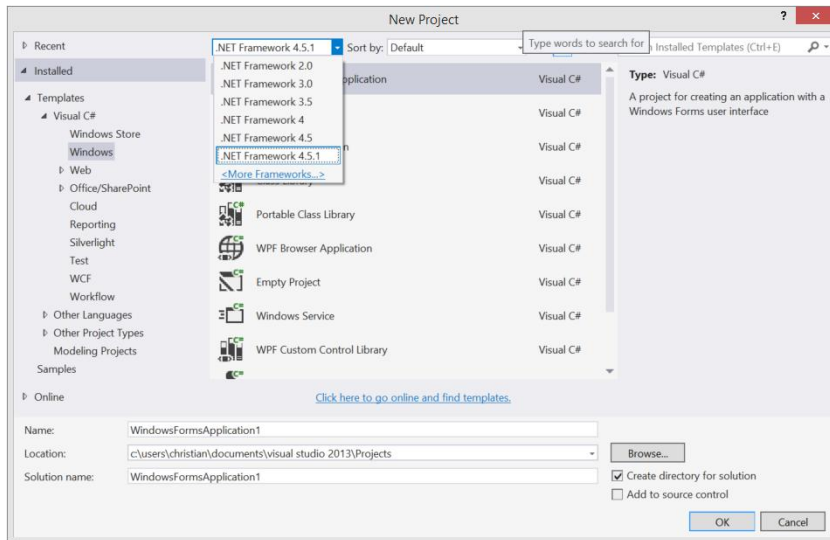 New Project
? ×
Recent
.NET Framework 4.5.1 Sort by: Default
Type words to search for
Installed Templates (Ctrl+E)
Installed
.NET Framework 2.0
.NET Framework 3.0
.NET Framework 3.5
.NET Framework 4
.NET Framework 4.5
.NET Framework 4.5.1
<More Frameworks...>
Templates
Visual C#
Windows Store
Windows
Web
Office/SharePoint
Cloud
Reporting
Silverlight
Test
WCF
Workflow
Other Languages
Other Project Types
Modeling Projects
Samples
Online
Visual C#
Visual C#
Visual C#
Visual C#
Portable Class Library Visual C#
WPF Browser Application Visual C#
Empty Project Visual C#
Windows Service Visual C#
WPF Custom Control Library Visual C#
Click here to go online and find templates.
Type: Visual C#
A project for creating an application with a
Windows Forms user interface
Name: WindowsFormsApplication1
Location: c:\users\christian\documents\visual studio 2013\Projects
Browse...
Solution name: WindowsFormsApplication1
Create directory for solution
Add to source control
OK Cancel